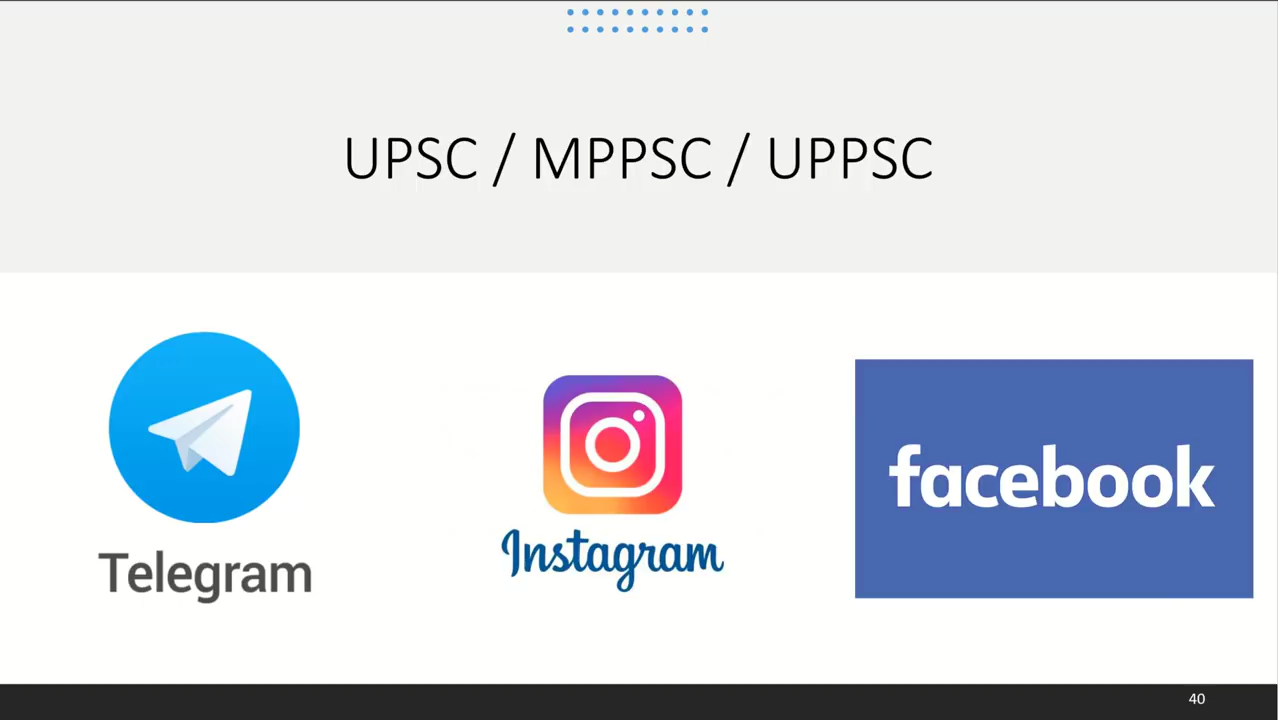 UPSC / MPPSC / UPPSC
Telegram
Instagram
facebook
40